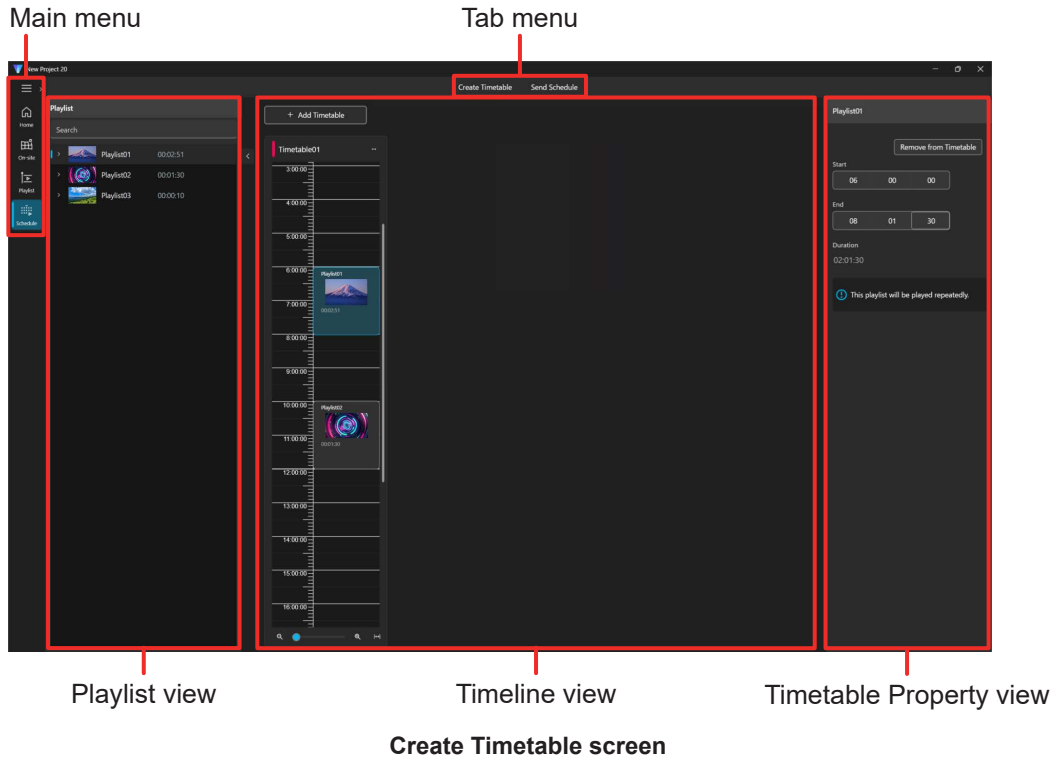 Main menu
Tab menu
New Project 20
Create Timetable
Send Schedule
Home
On-site
Playlist
Schedule
Playlist
Search
Playlist01
00:02:51
Playlist02
00:01:30
Playlist03
00:00:10
+ Add Timetable
Timetable01
3:00:00
4:00:00
5:00:00
6:00:00
Playlist01
00:02:51
7:00:00
8:00:00
9:00:00
10:00:00
Playlist02
00:01:30
11:00:00
12:00:00
13:00:00
14:00:00
15:00:00
16:00:00
Playlist01
Remove from Timetable
Start
06 00 00
End
08 01 30
Duration
02:01:30
This playlist will be played repeatedly.
Playlist view
Timeline view
Timetable Property view
Create Timetable screen